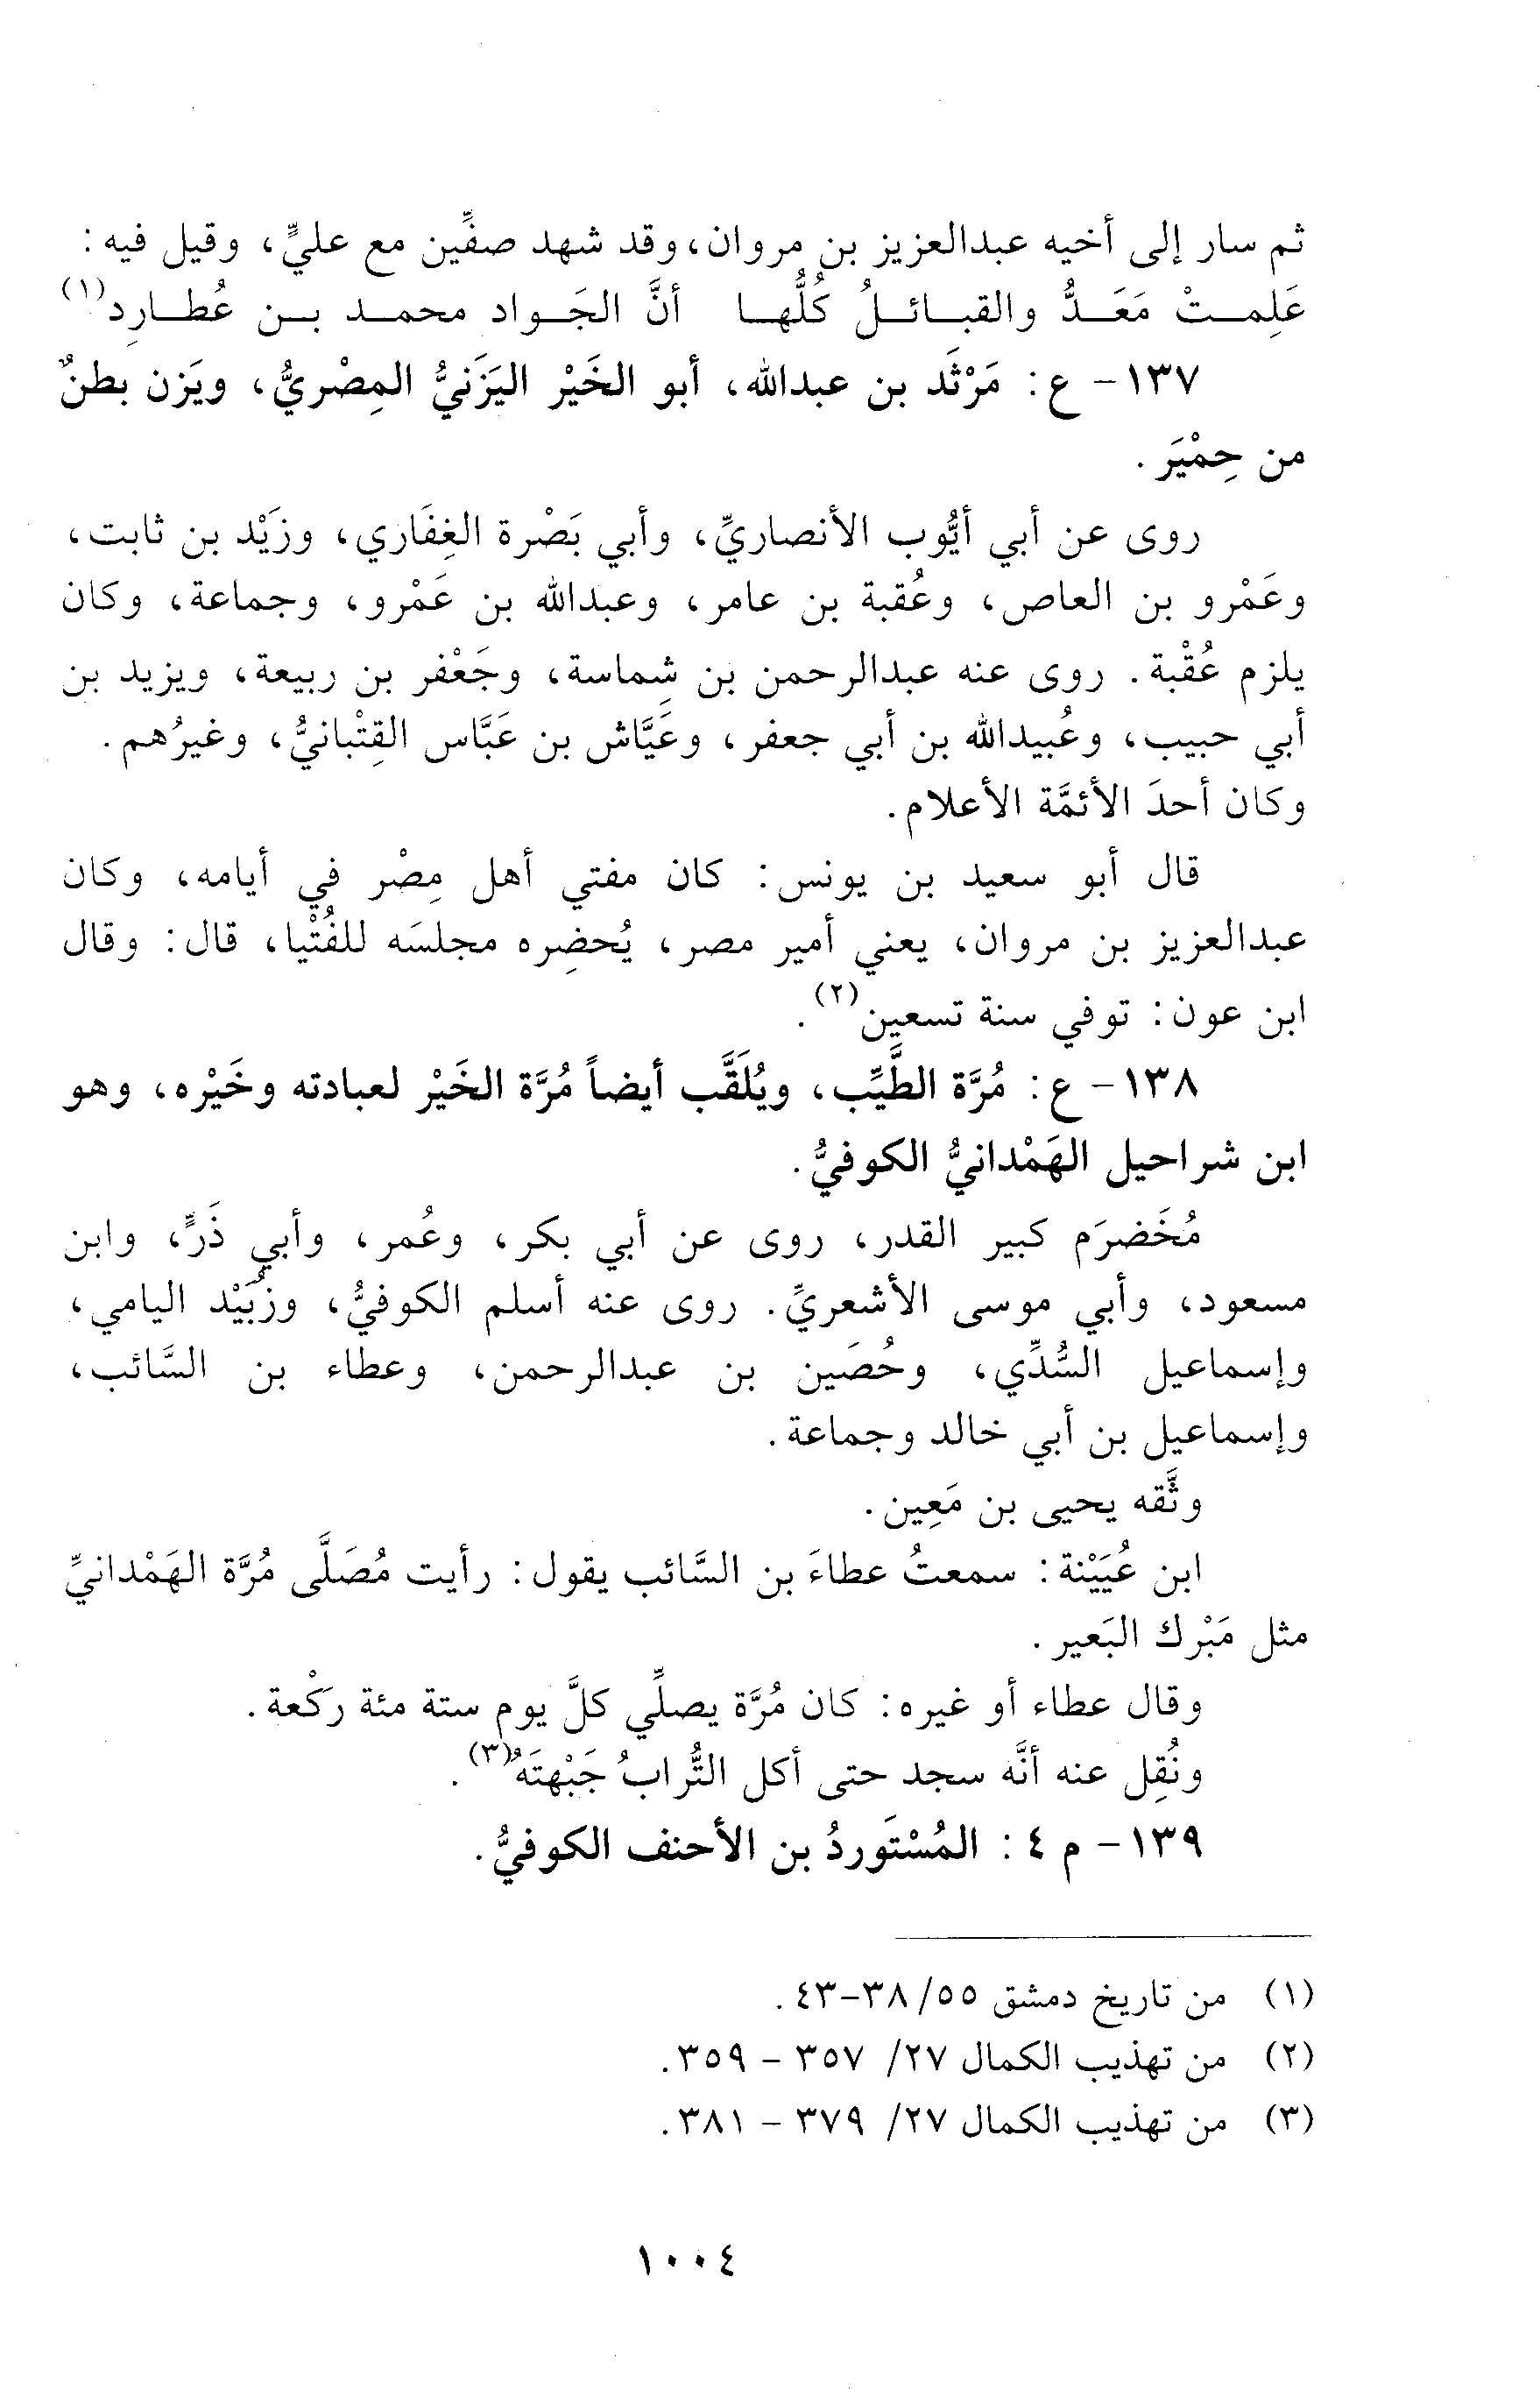 ثم سار إلى أخيه عبدالعزيز بن مروان، وقد شهد صفِّين مع عليٍّ، وقيل فيه:
عَلِمتْ مَعَدُّ والقبائلُ كُلُّها أنَّ الجَواد محمد بن عُطارِد(١)
١٣٧- ع: مَرْثَد بن عبدالله، أبو الخَيْر اليَزَنيُّ المِصْريُّ، ويَزن بطنٌ
من حِمْيَر.
روى عن أبي أيُّوب الأنصاريِّ، وأبي بَصْرة الغِفَاري، وزَيْد بن ثابت،
وعَمْرو بن العاص، وعُقبة بن عامر، وعبدالله بن عَمْرو، وجماعة، وكان
يلزم عُقْبة. روى عنه عبدالرحمن بن شِماسة، وجَعْفر بن ربيعة، ويزيد بن
أبي حبيب، وعُبيدالله بن أبي جعفر، وعَيَّاش بن عَبَّاس القِتْبانيُّ، وغيرُهم.
وكان أحدَ الأئمَّة الأعلام.
قال أبو سعيد بن يونس: كان مفتي أهل مِصْر في أيامه، وكان
عبدالعزيز بن مروان، يعني أمير مصر، يُحضِره مجلسَه للفُتْيا، قال: وقال
ابن عون: توفي سنة تسعين(٢).
١٣٨- ع: مُرَّة الطَّيِّب، ويُلَقَّب أيضاً مُرَّة الخَيْر لعبادته وخَيْره، وهو
ابن شراحيل الهَمْدانيُّ الكوفيُّ.
مُخَضرَم كبير القدر، روى عن أبي بكر، وعُمر، وأبي ذَرٍّ، وابن
مسعود، وأبي موسى الأشعريِّ. روى عنه أسلم الكوفيُّ، وزُبَيْد اليامي،
وإسماعيل السُّدِّي، وحُصَين بن عبدالرحمن، وعطاء بن السَّائب،
وإسماعيل بن أبي خالد وجماعة.
وثَّقه يحيى بن مَعِين.
ابن عُيَيْنة: سمعتُ عطاءَ بن السَّائب يقول: رأيت مُصَلَّى مُرَّة الهَمْدانيِّ
مثل مَبْرك البَعير.
وقال عطاء أو غيره: كان مُرَّة يصلِّي كلَّ يوم ستة مئة ركْعة.
ونُقِل عنه أنَّه سجد حتى أكل التُّرابُ جَبْهتَهُ(٣).
١٣٩- م ٤: المُسْتَوردُ بن الأحنف الكوفيُّ.
(١) من تاريخ دمشق ٥٥/ ٣٨-٤٣.
(٢) من تهذيب الكمال ٢٧/ ٣٥٧ - ٣٥٩.
(٣) من تهذيب الكمال ٢٧/ ٣٧٩ - ٣٨١.
١٠٠٤